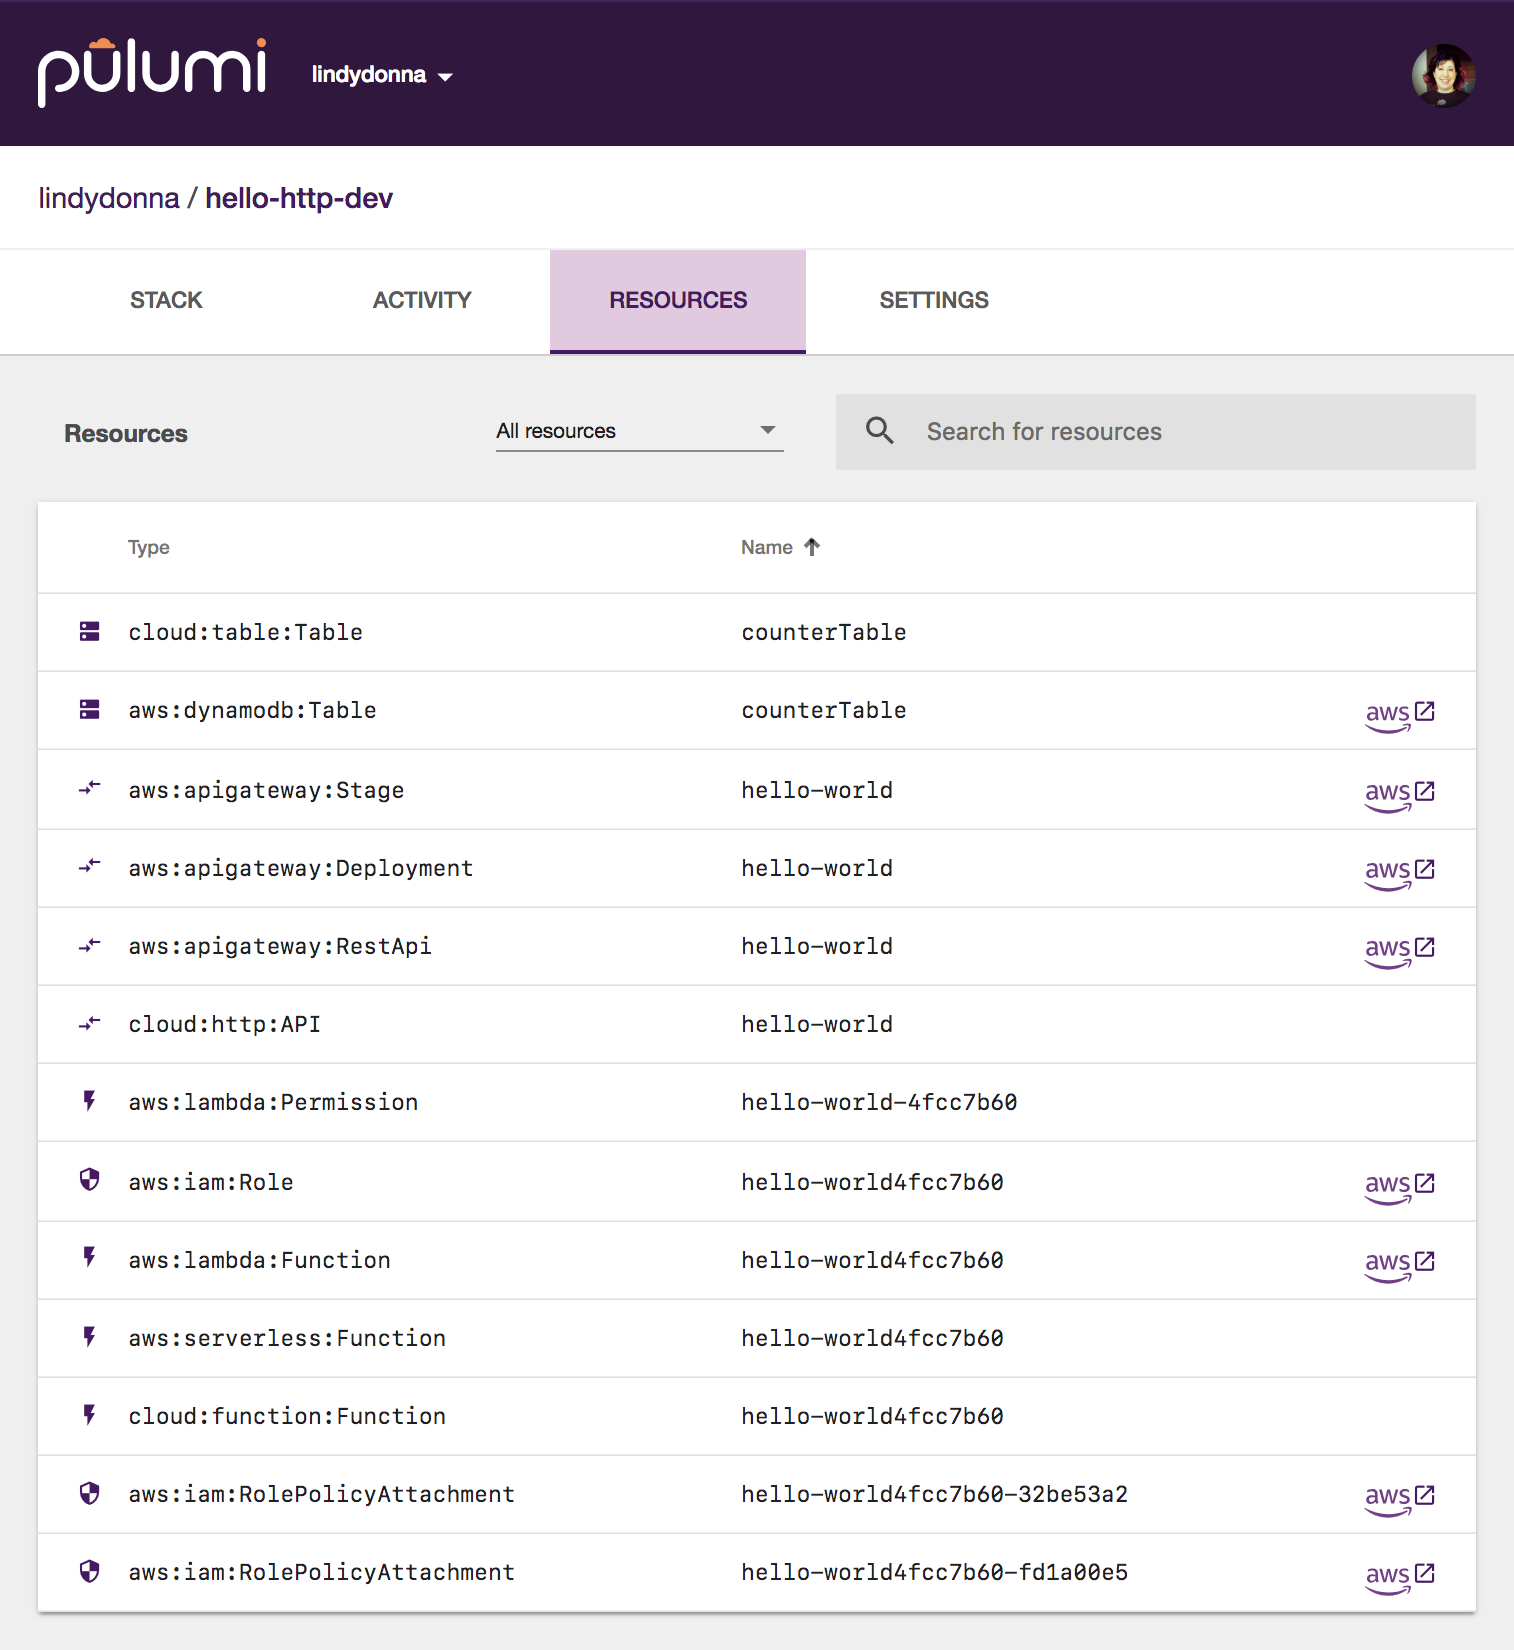 pulumi lindydonna
lindydonna / hello-http-dev
STACK ACTIVITY RESOURCES SETTINGS
Resources All resources Search for resources
Type Name
cloud:table:Table counterTable
aws:dynamodb:Table counterTable aws
aws:apigateway:Stage hello-world aws
aws:apigateway:Deployment hello-world aws
aws:apigateway:RestApi hello-world aws
cloud:http:API hello-world
aws:lambda:Permission hello-world-4fcc7b60
aws:iam:Role hello-world4fcc7b60 aws
aws:lambda:Function hello-world4fcc7b60 aws
aws:serverless:Function hello-world4fcc7b60
cloud:function:Function hello-world4fcc7b60
aws:iam:RolePolicyAttachment hello-world4fcc7b60-32be53a2 aws
aws:iam:RolePolicyAttachment hello-world4fcc7b60-fd1a00e5 aws